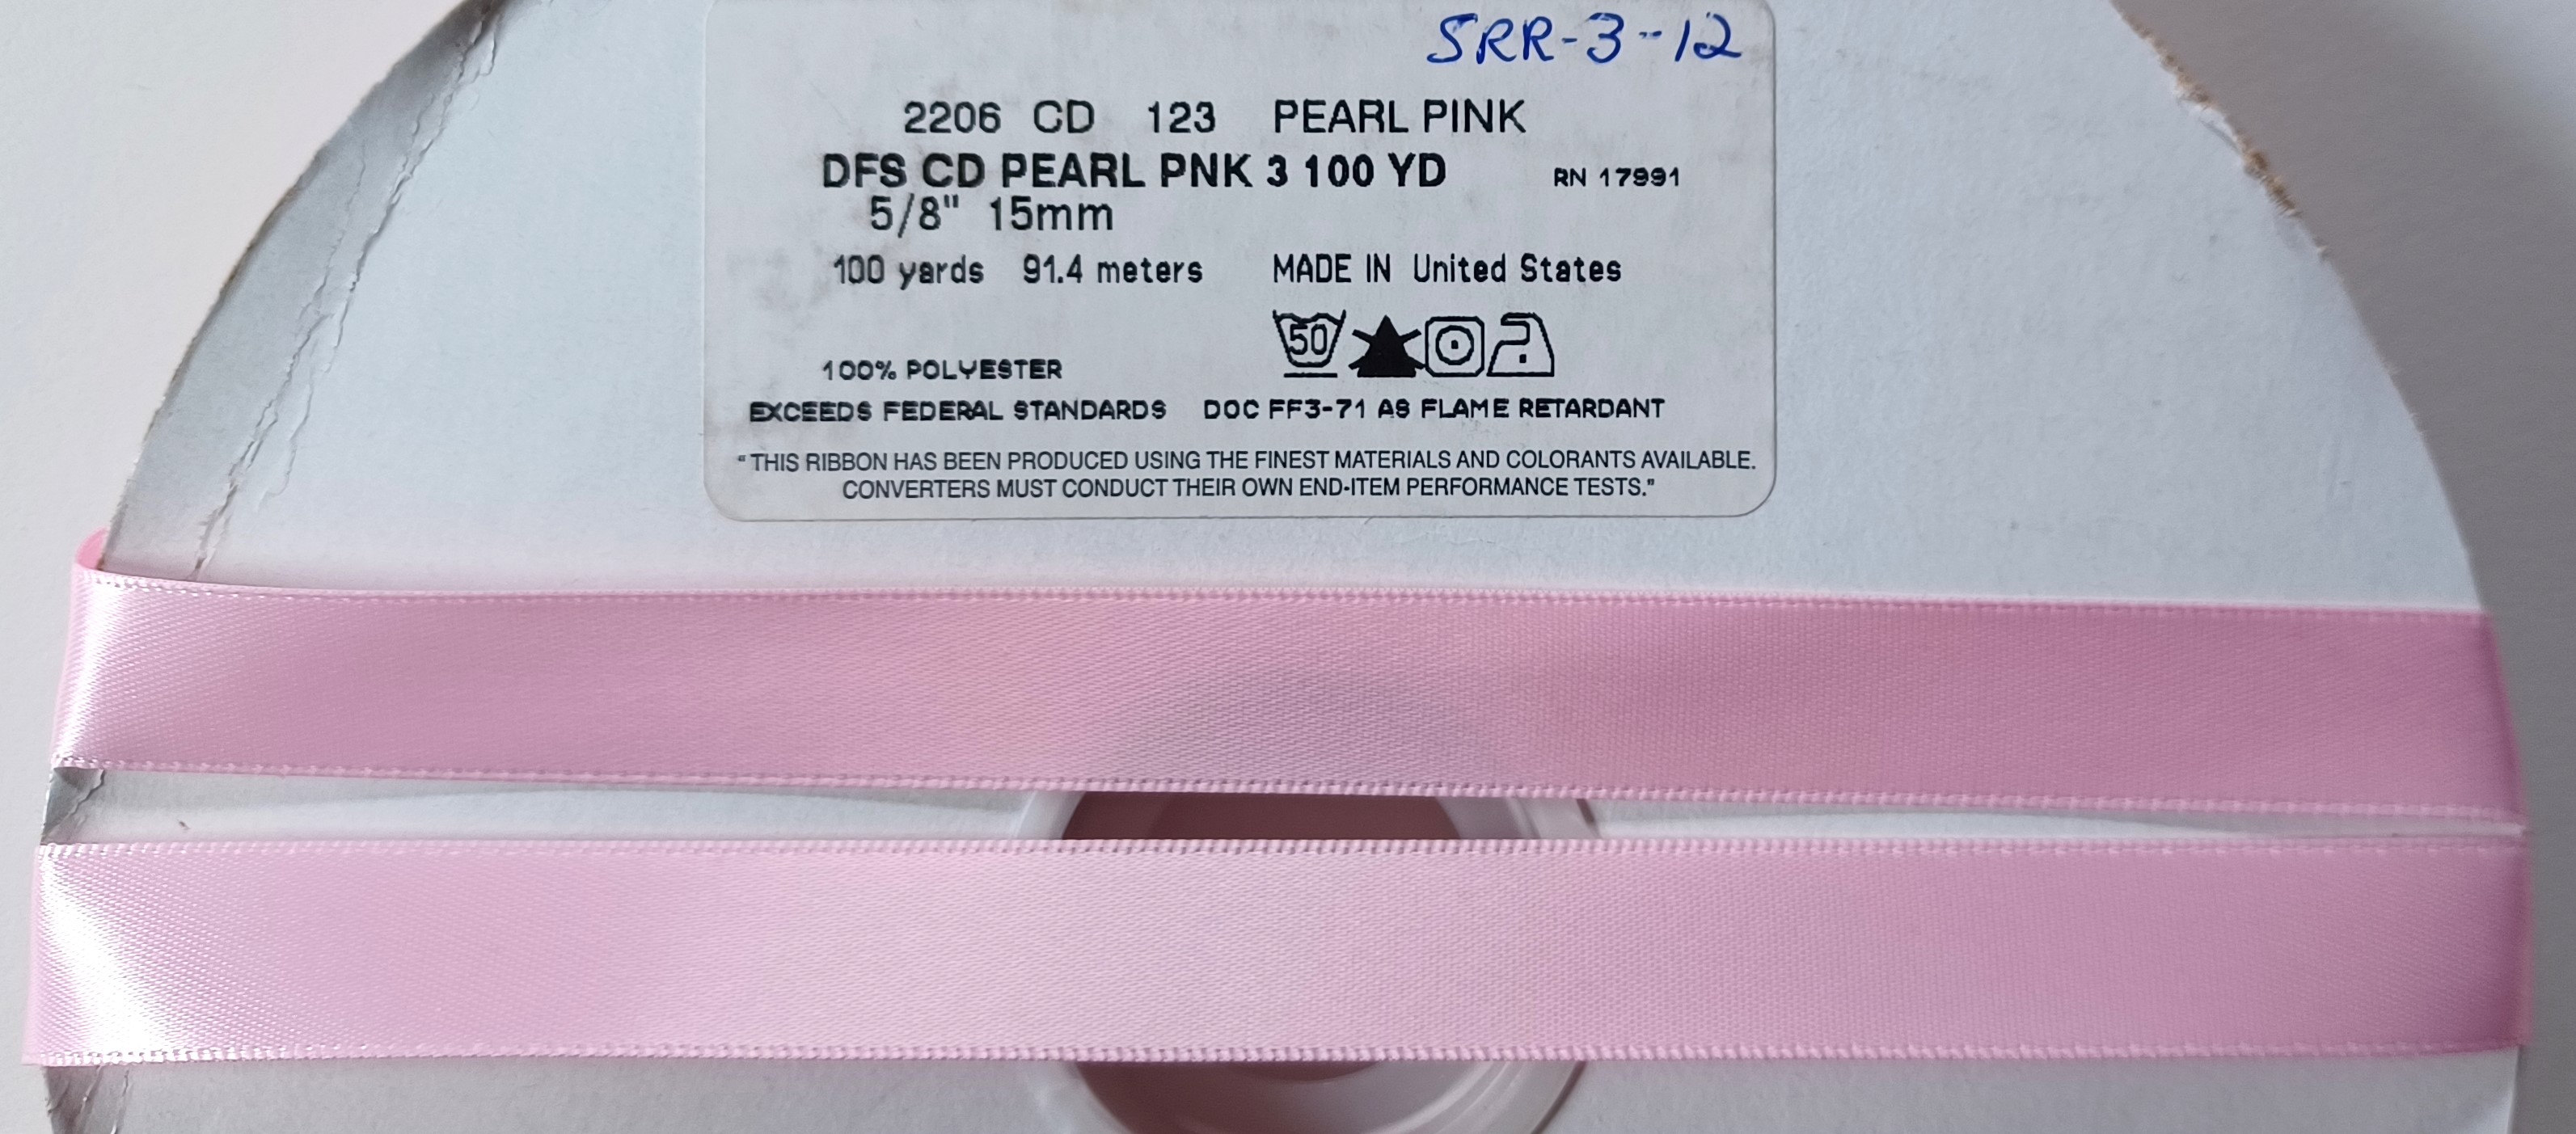 SRR-3-12
2206 CD 123 PEARL PINK
DFS CD PEARL PNK 3 100 YD RN 17991
5/8" 15mm
100 yards 91.4 meters MADE IN United States
50
100% POLYESTER
EXCEEDS FEDERAL STANDARDS DOC FF3-71 AS FLAME RETARDANT
"THIS RIBBON HAS BEEN PRODUCED USING THE FINEST MATERIALS AND COLORANTS AVAILABLE.
CONVERTERS MUST CONDUCT THEIR OWN END-ITEM PERFORMANCE TESTS."